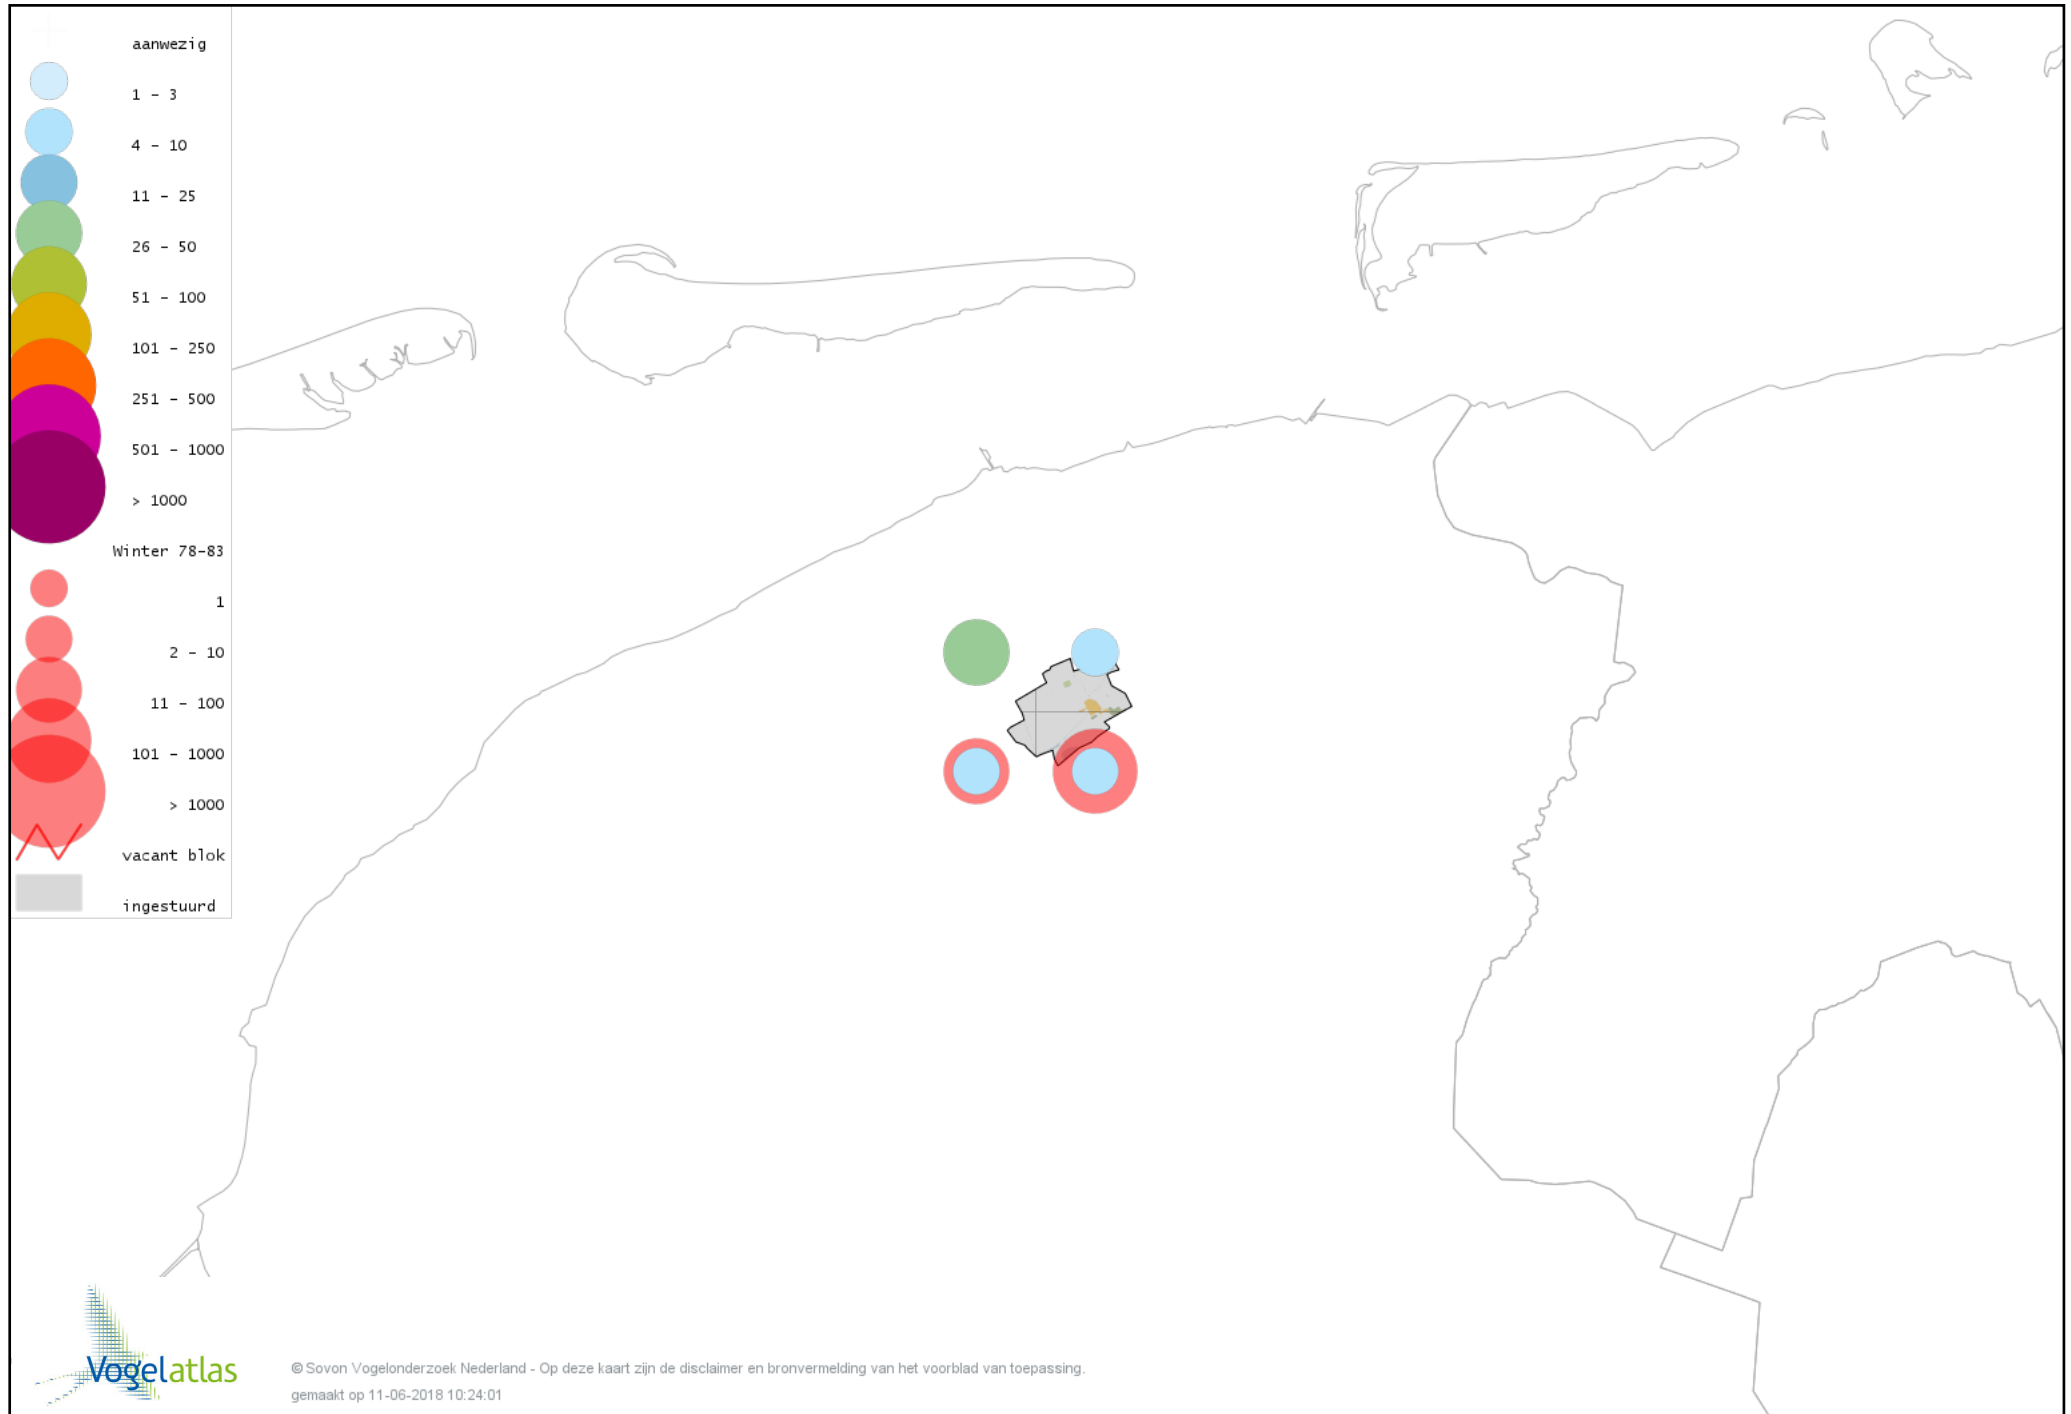 aanwezig
1 - 3
4 - 10
11 - 25
26 - 50
51 - 100
101 - 250
251 - 500
501 - 1000
> 1000
Winter 78-83
1
2 - 10
11 - 100
101 - 1000
> 1000
vacant blok
ingestuurd
Vogelatlas
© Sovon Vogelonderzoek Nederland - Op deze kaart zijn de disclaimer en bronvermelding van het voorblad van toepassing.
gemaakt op 11-06-2018 10:24:01